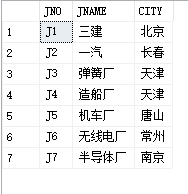 JNO JNAME CITY
1 J1 三建 北京
2 J2 一汽 长春
3 J3 弹簧厂 天津
4 J4 造船厂 天津
5 J5 机车厂 唐山
6 J6 无线电厂 常州
7 J7 半导体厂 南京